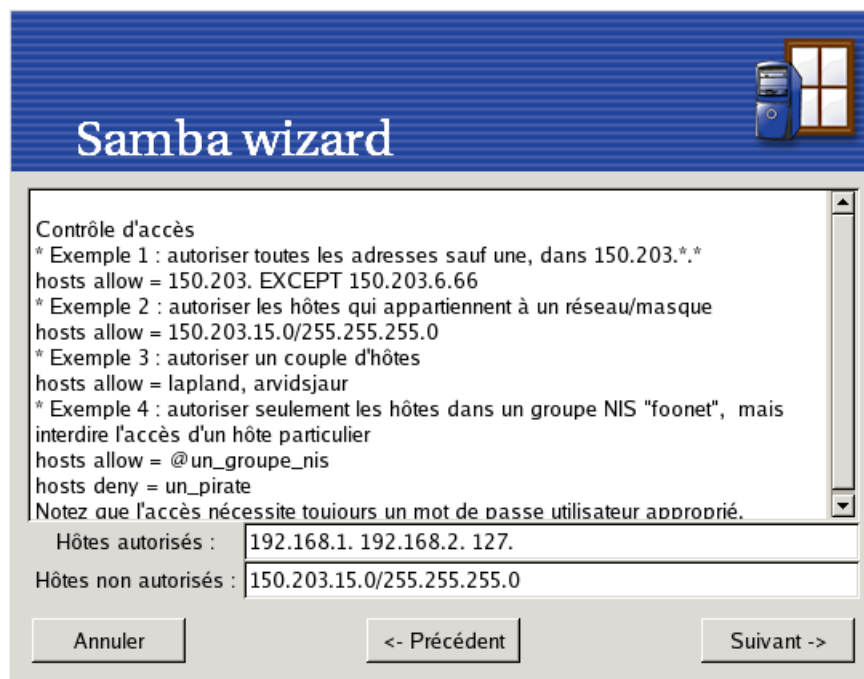 Samba wizard
Contrôle d'accès
* Exemple 1 : autoriser toutes les adresses sauf une, dans 150.203.*.*
hosts allow = 150.203. EXCEPT 150.203.6.66
* Exemple 2 : autoriser les hôtes qui appartiennent à un réseau/masque
hosts allow = 150.203.15.0/255.255.255.0
* Exemple 3 : autoriser un couple d'hôtes
hosts allow = lapland, arvidsjaur
* Exemple 4 : autoriser seulement les hôtes dans un groupe NIS "foonet",  mais
interdire l'accès d'un hôte particulier
hosts allow = @un_groupe_nis
hosts deny = un_pirate
Notez que l'accès nécessite toujours un mot de passe utilisateur approprié.
Hôtes autorisés : 192.168.1. 192.168.2. 127.
Hôtes non autorisés : 150.203.15.0/255.255.255.0
Annuler <- Précédent Suivant ->